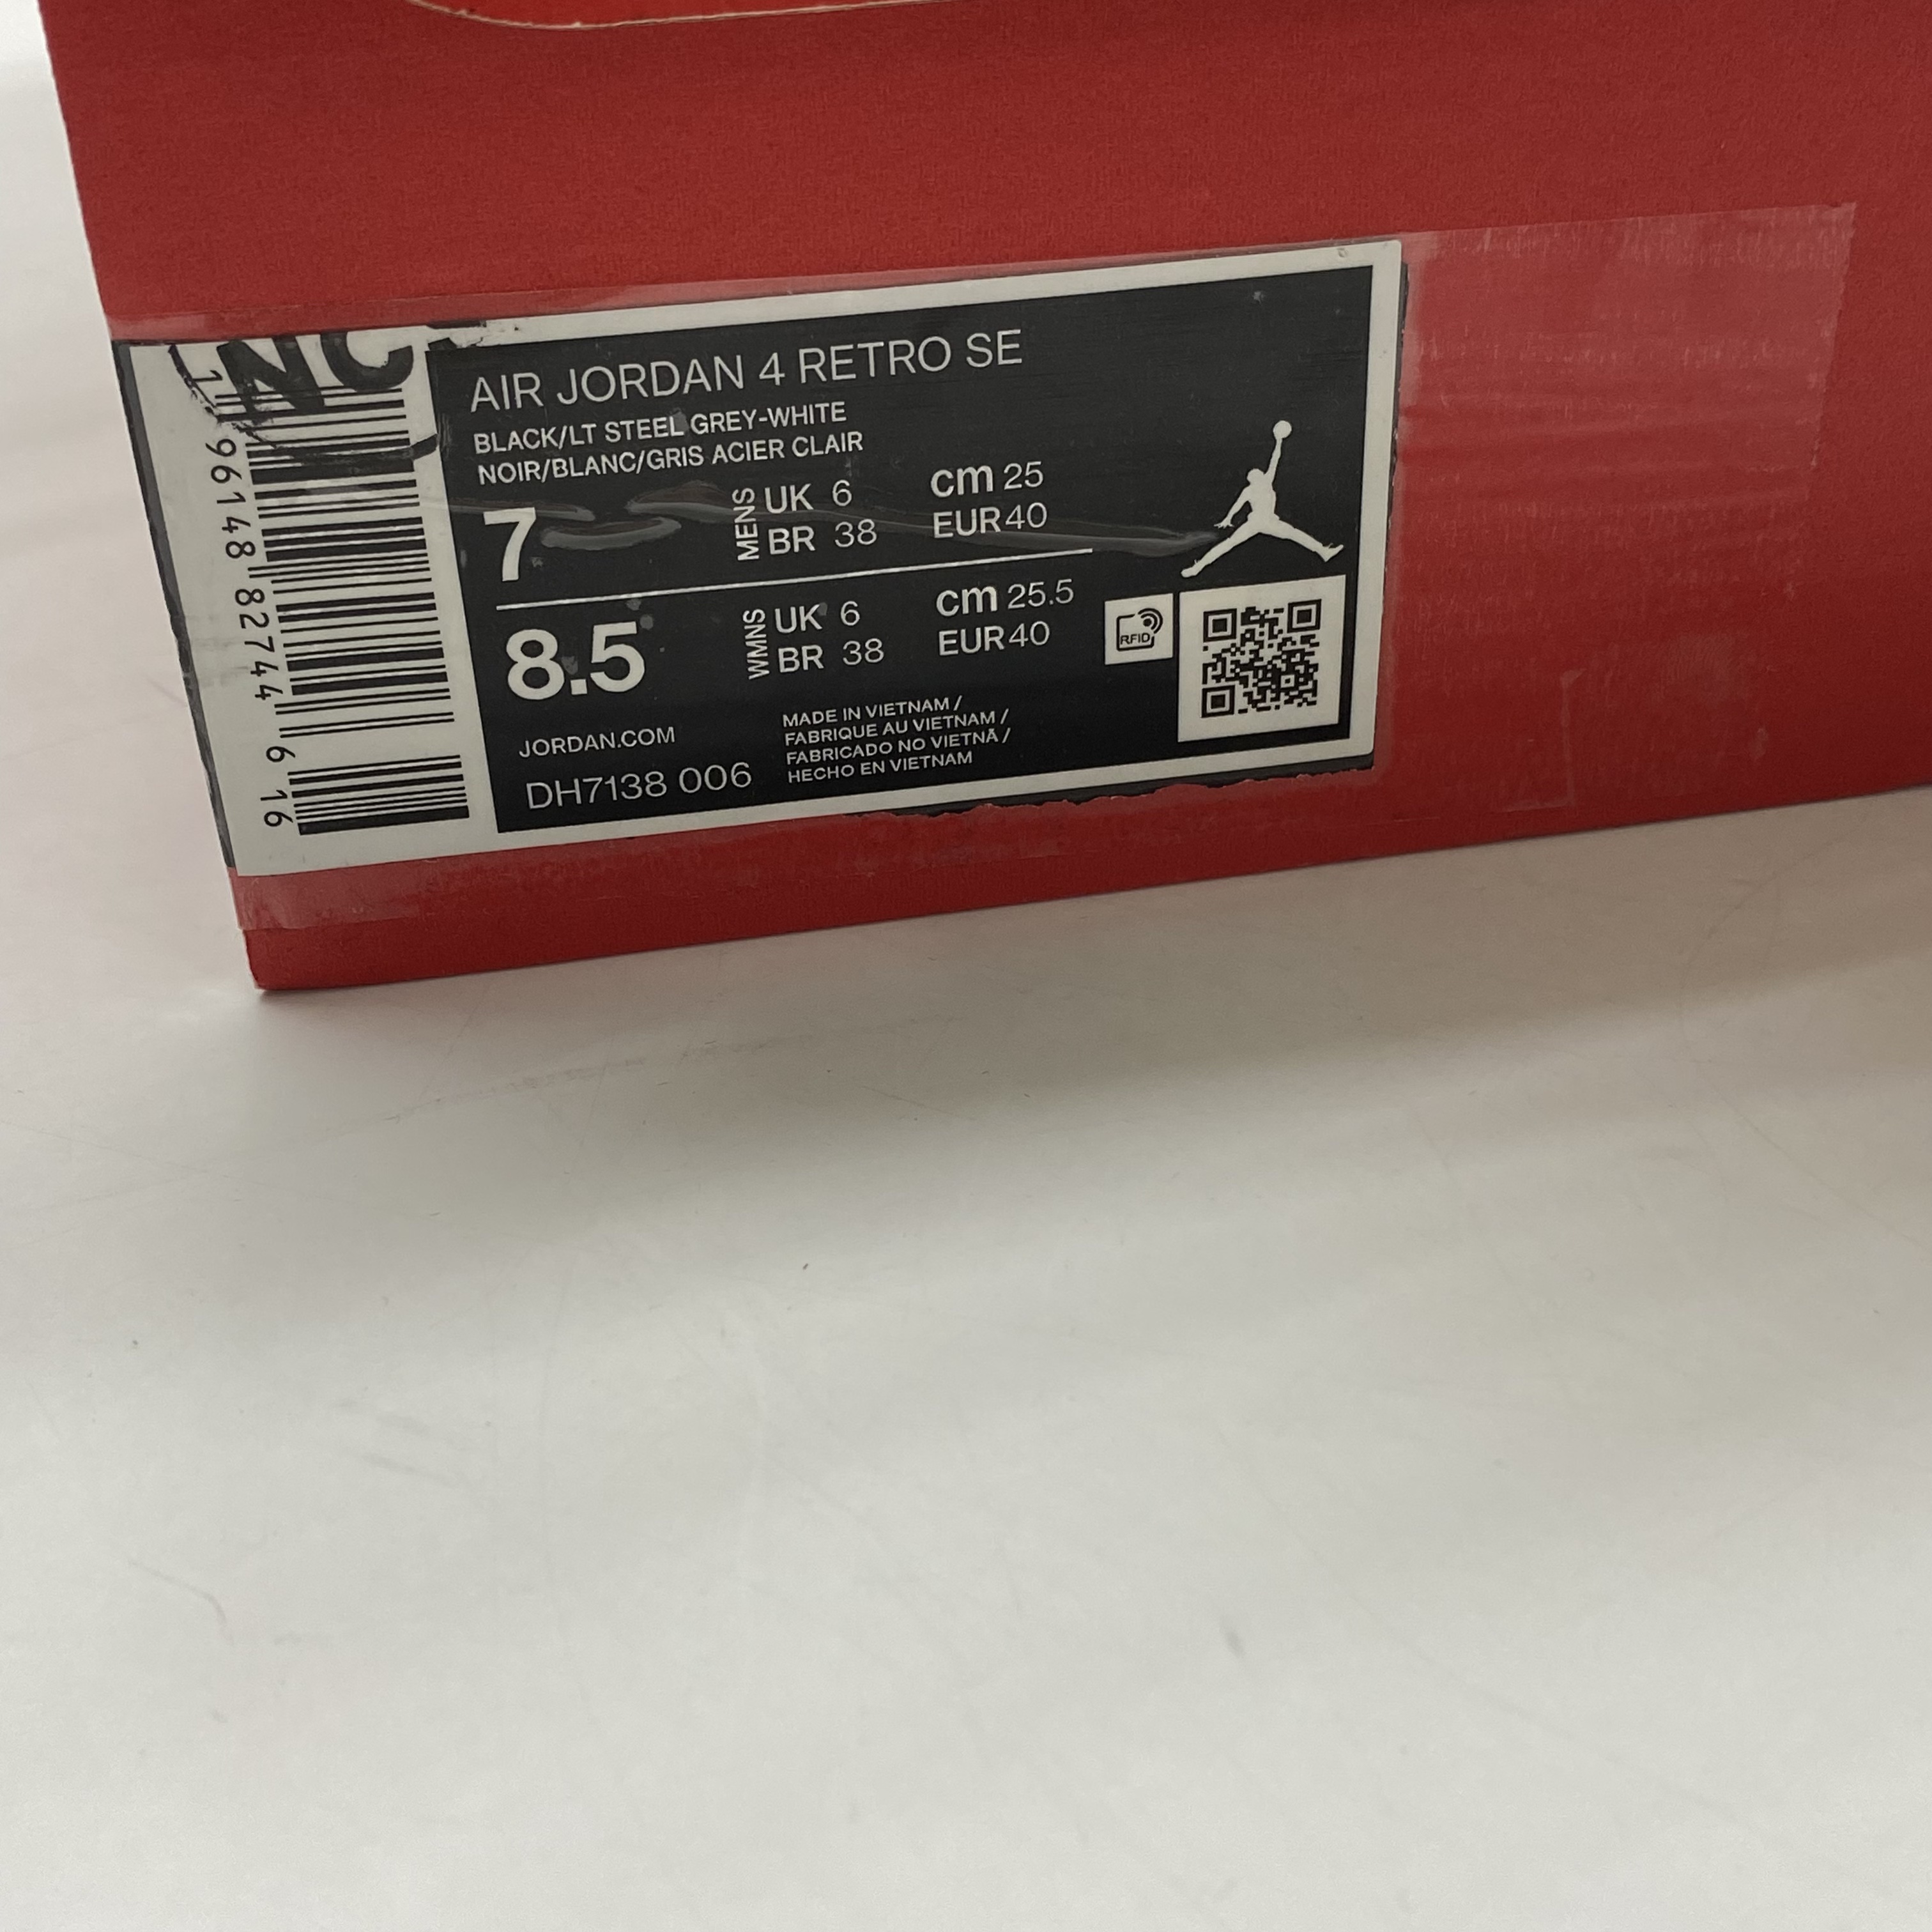 NC
1 96148 82744 6 16
AIR JORDAN 4 RETRO SE
BLACK/LT STEEL GREY-WHITE
NOIR/BLANC/GRIS ACIER CLAIR
7 MENS UK 6 cm 25
BR 38 EUR 40
8.5 WMNS UK 6 cm 25.5
BR 38 EUR 40
RFID
JORDAN.COM
DH7138 006
MADE IN VIETNAM /
FABRIQUE AU VIETNAM /
FABRICADO NO VIETNÃ /
HECHO EN VIETNAM